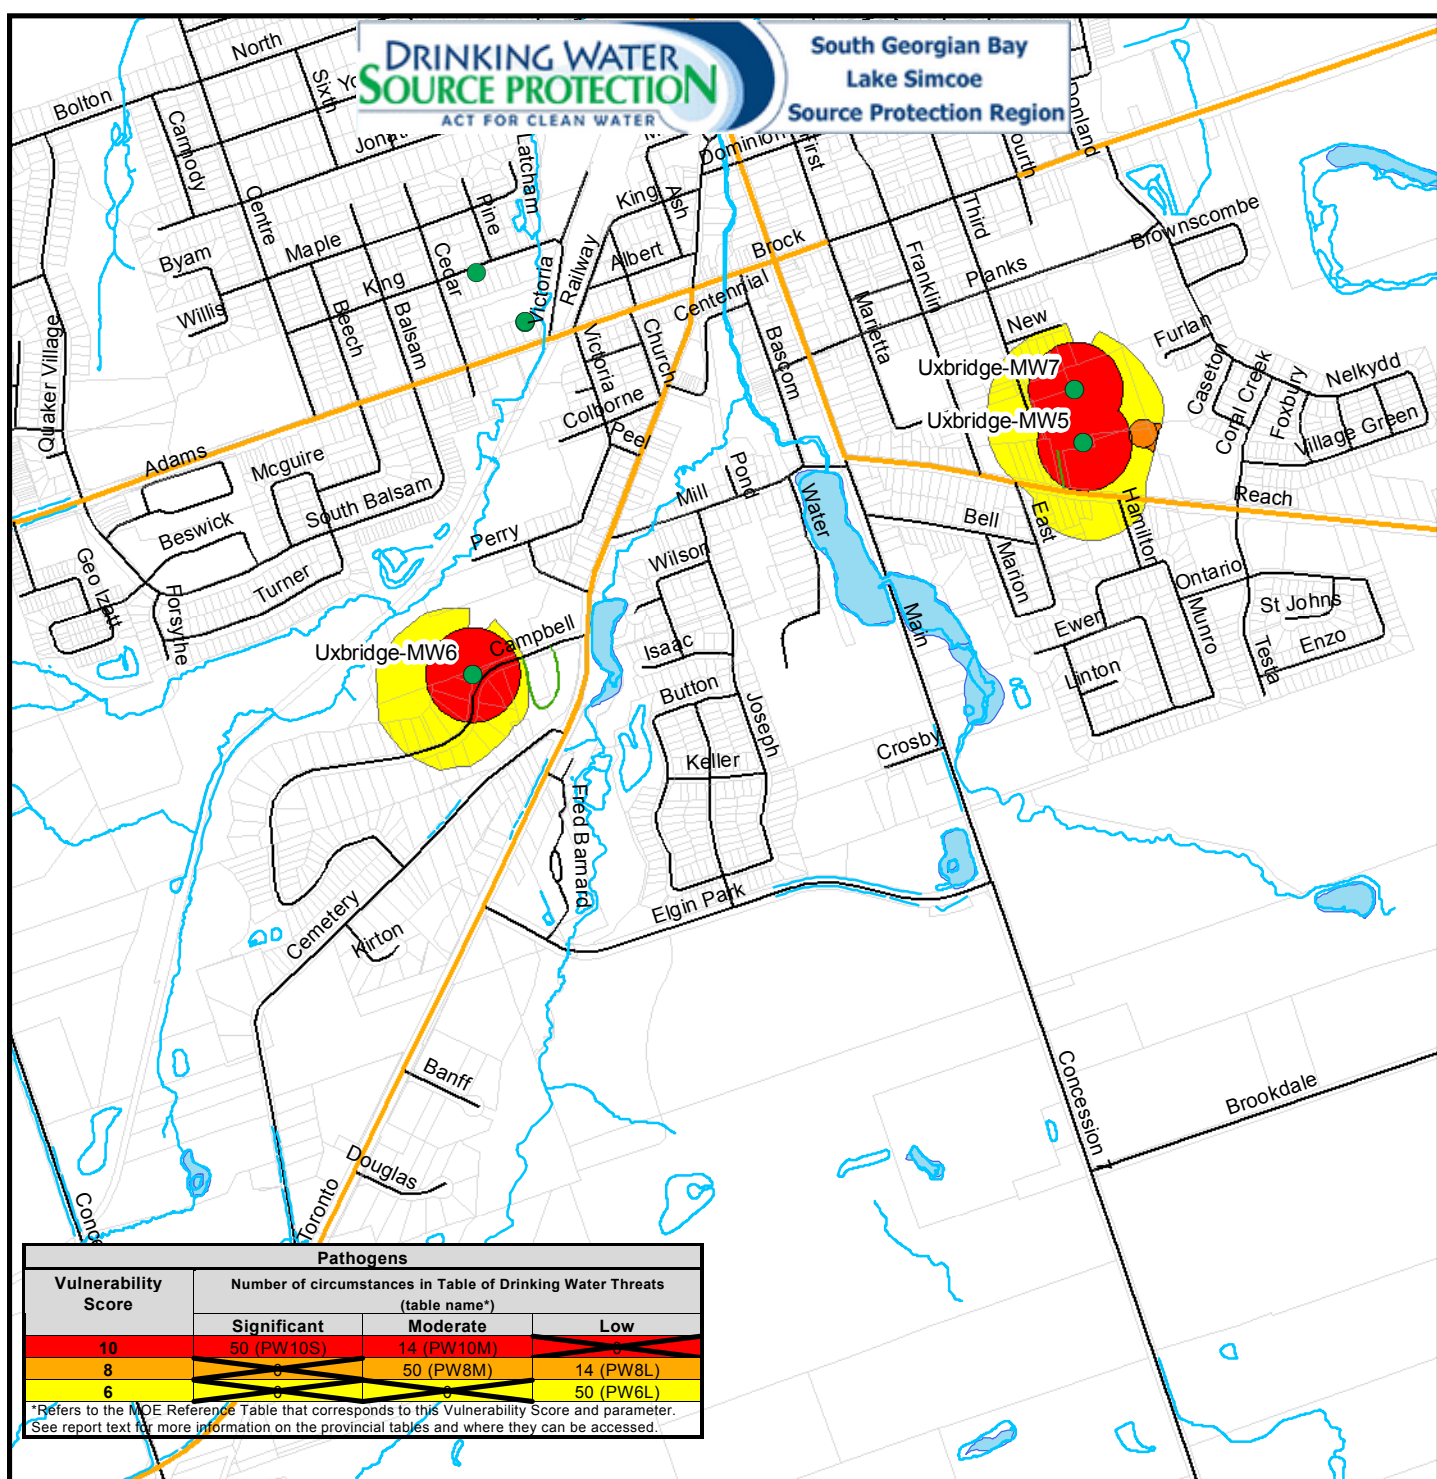 DRINKING WATER
SOURCE PROTECTION
ACT FOR CLEAN WATER
South Georgian Bay
Lake Simcoe
Source Protection Region
North
Bolton
Sixth
Carmody
Latcham
Dominion
First
Donland
Centre
Pine
King
Ash
Third
Byam
Maple
Cedar
Victoria
Railway
Albert
Brock
Franklin
Planks
Brownscombe
Willis
King
Beech
Balsam
Centennial
Marietta
New
Furlan
Quaker Village
Victoria
Church
Bascom
Uxbridge-MW7
Caseton
Coral Creek
Foxbury
Nelkydd
Colborne
Uxbridge-MW5
Village Green
Peel
Adams
Mcguire
Pond
Mill
Water
Reach
South Balsam
Beswick
Perry
Bell
East
Hamilton
Wilson
Marion
Ontario
Geo Izatt
Forsythe
Turner
Main
Munro
St Johns
Ewen
Campbell
Isaac
Testa
Enzo
Uxbridge-MW6
Linton
Button
Joseph
Crosby
Keller
Fred Barnard
Elgin Park
Cemetery
Kirton
Banff
Concession 7
Brookdale
Douglas
Toronto
Pathogens
Vulnerability Score
Number of circumstances in Table of Drinking Water Threats
(table name*)
Significant Moderate Low
10 50 (PW10S) 14 (PW10M) 0
8 0 50 (PW8M) 14 (PW8L)
6 0 0 50 (PW6L)
*Refers to the MOE Reference Table that corresponds to this Vulnerability Score and parameter.
See report text for more information on the provincial tables and where they can be accessed.